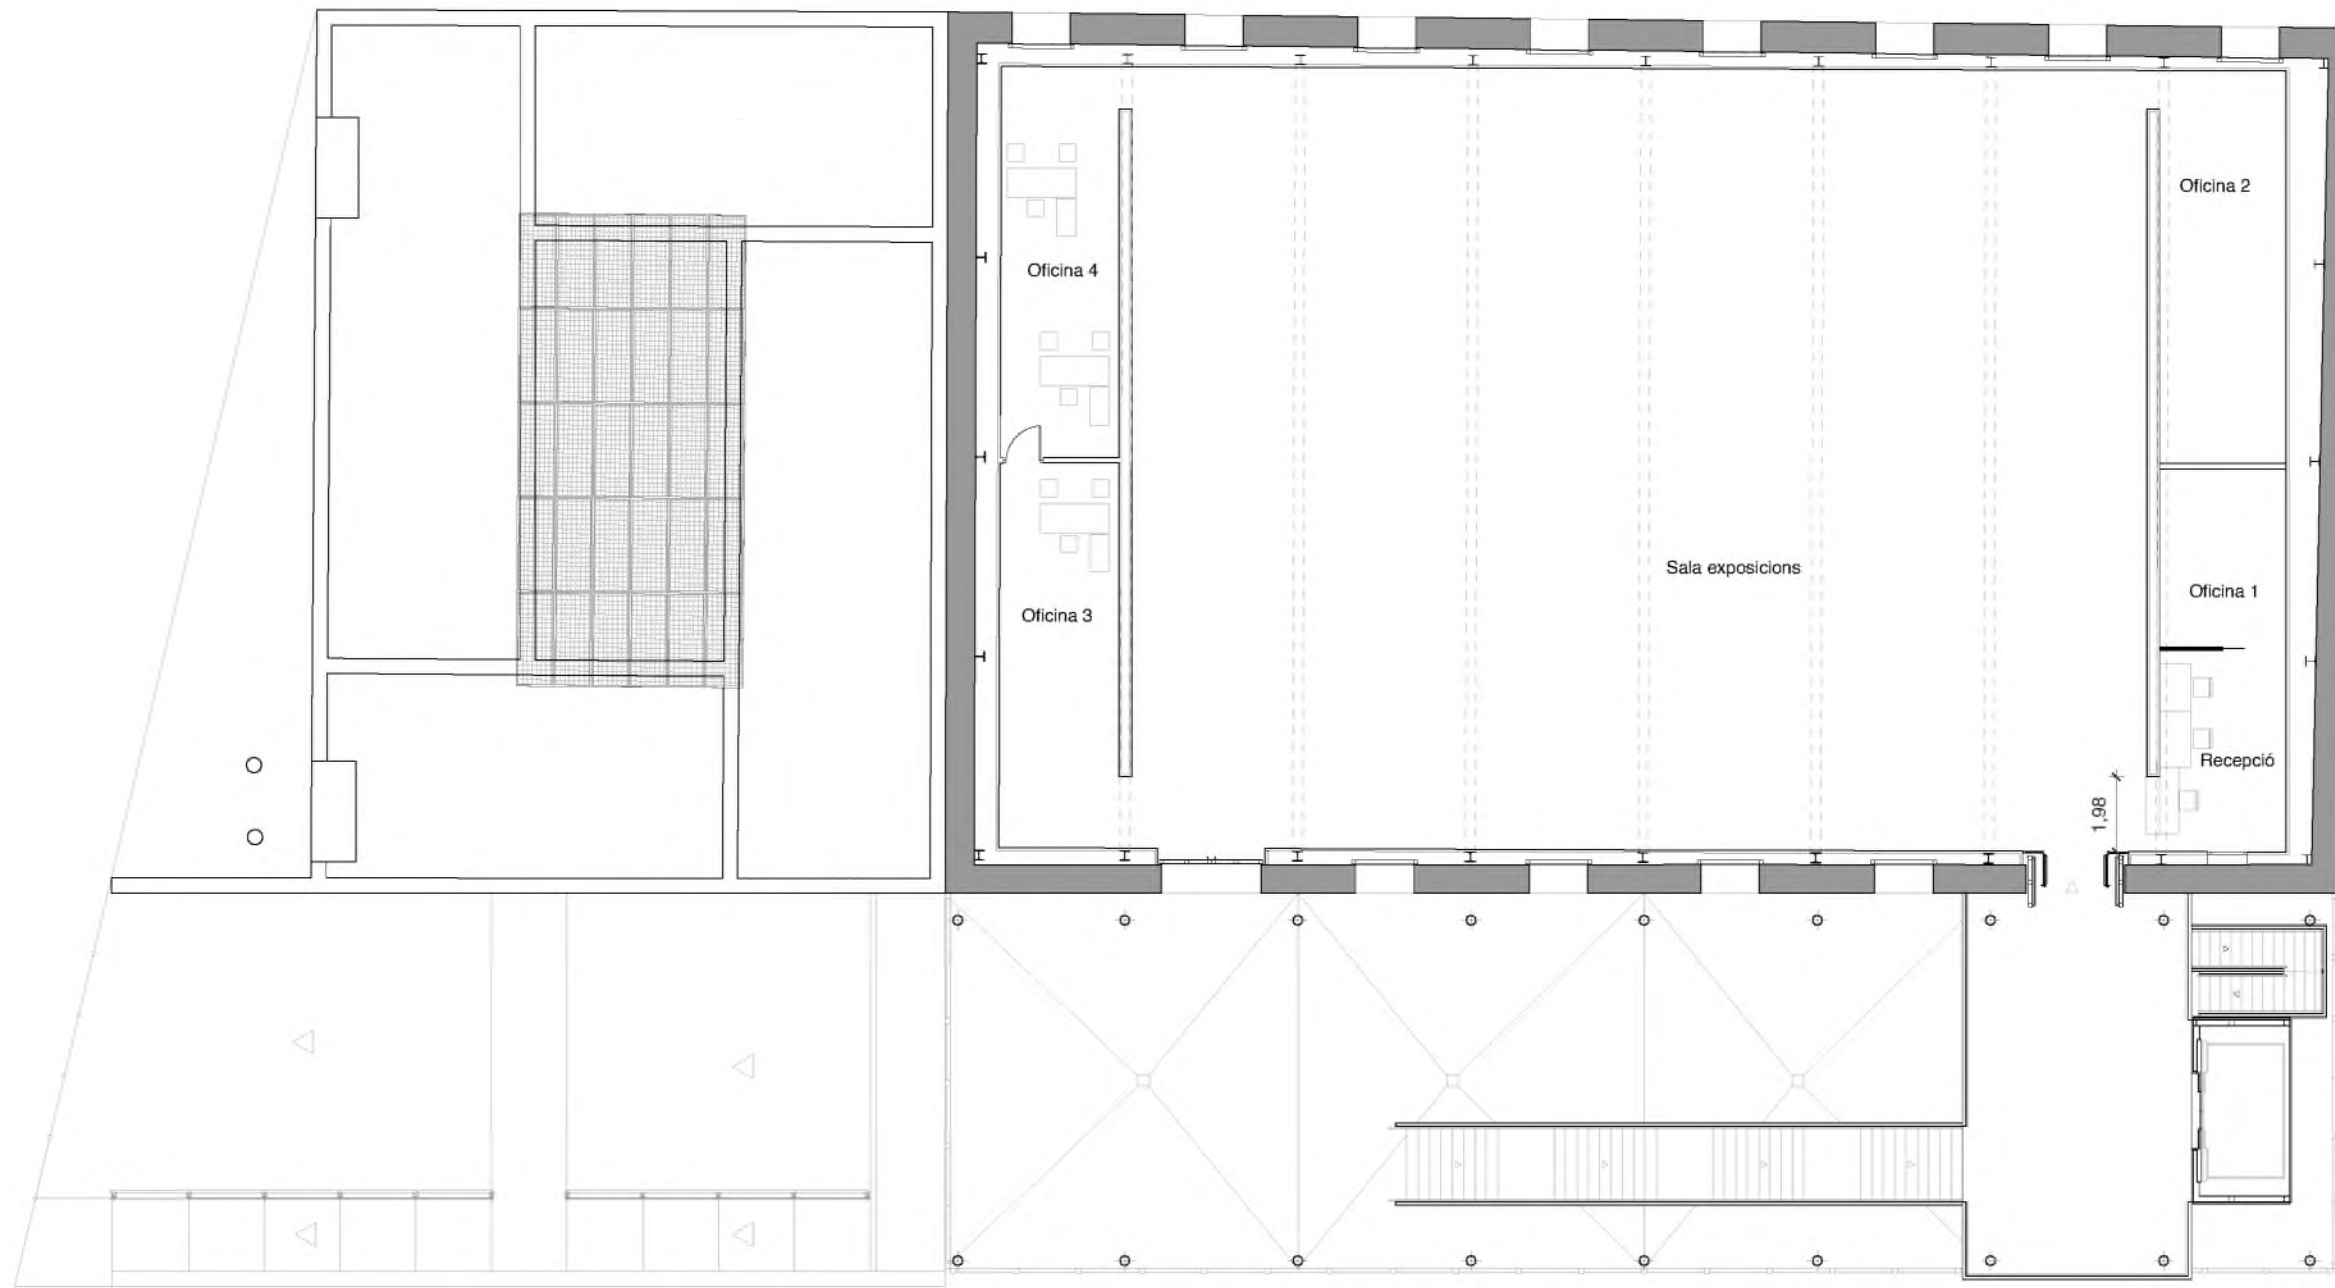 Oficina 2
Oficina 4
Sala exposicions
Oficina 1
Oficina 3
Recepció
1,98